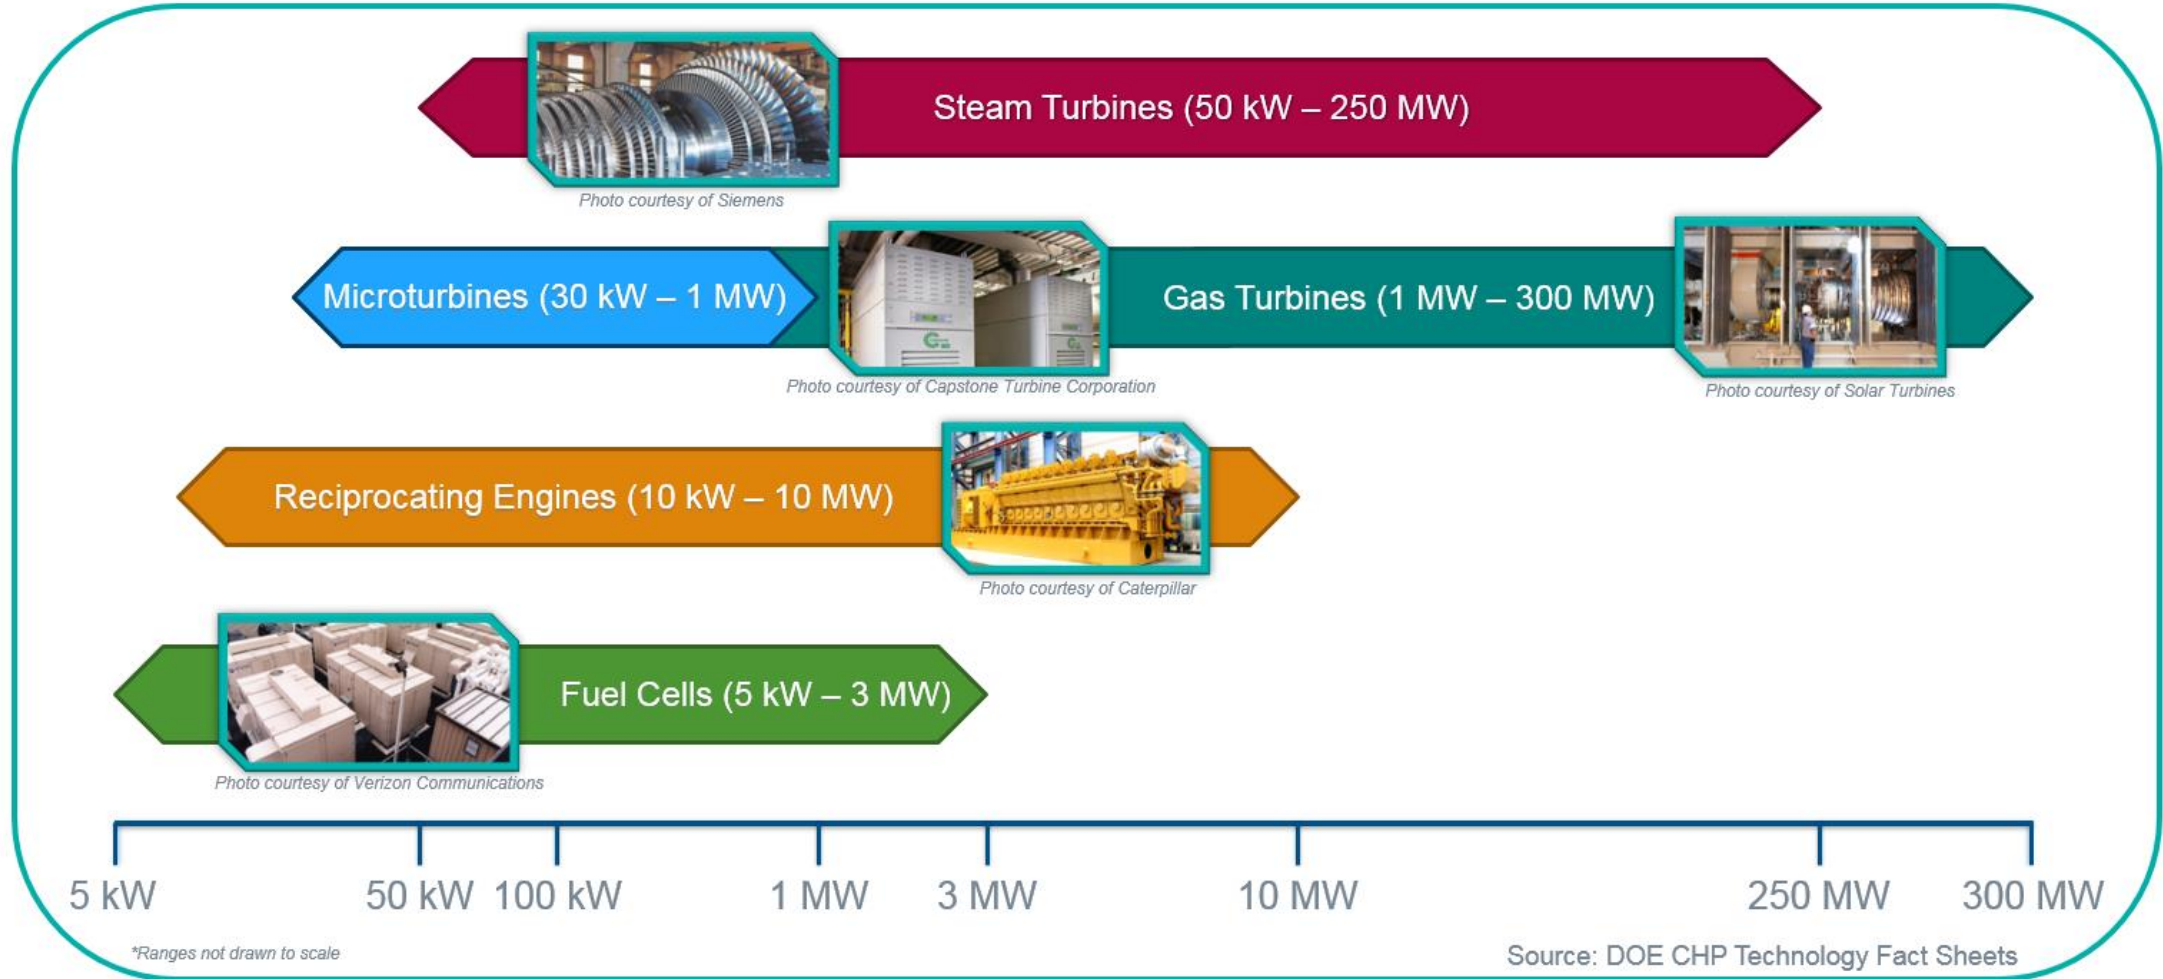 Steam Turbines (50 kW – 250 MW)
Photo courtesy of Siemens
Microturbines (30 kW – 1 MW)
Gas Turbines (1 MW – 300 MW)
Photo courtesy of Capstone Turbine Corporation
Photo courtesy of Solar Turbines
Reciprocating Engines (10 kW – 10 MW)
Photo courtesy of Caterpillar
Fuel Cells (5 kW – 3 MW)
Photo courtesy of Verizon Communications
5 kW 50 kW 100 kW 1 MW 3 MW 10 MW 250 MW 300 MW
*Ranges not drawn to scale
Source: DOE CHP Technology Fact Sheets